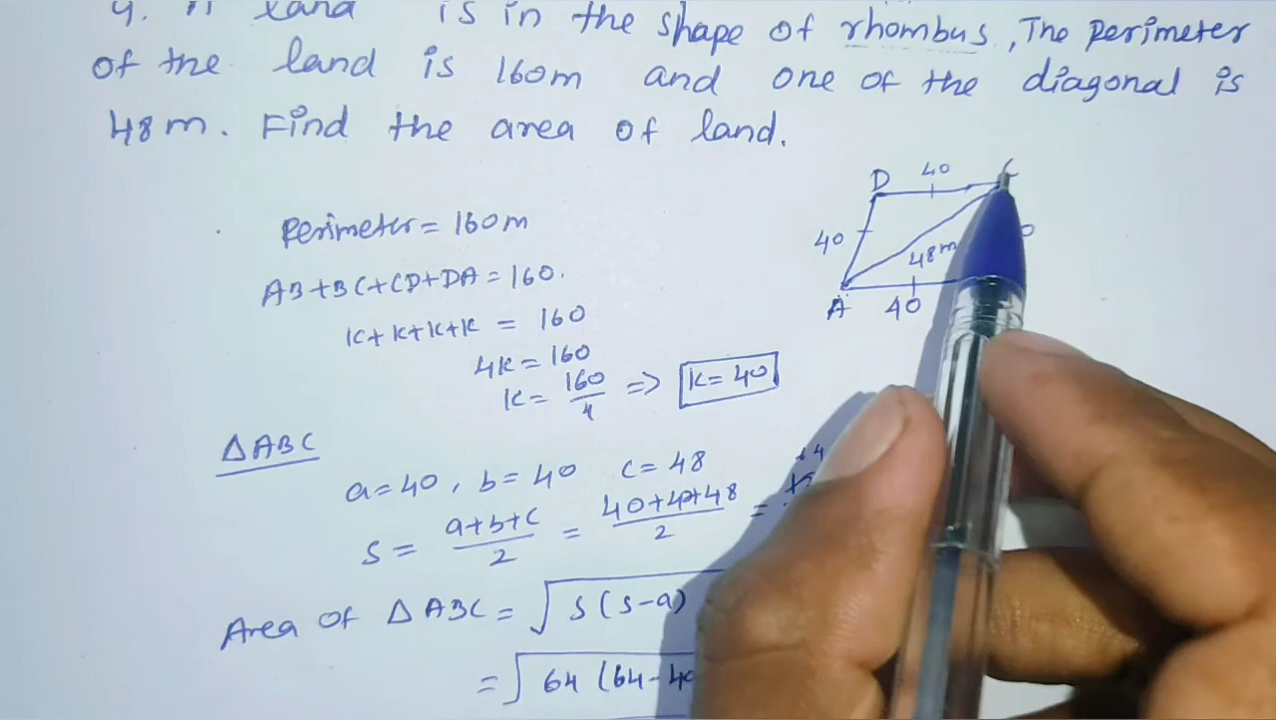 is in the shape of rhombus, The perimeter
of the land is 160m and one of the diagonal is
48m. Find the area of land.
D 40
40
48m
A 40
Perimeter = 160m
AB+BC+CD+DA = 160.
k+k+k+k = 160
4k = 160
k = 160/4 => k = 40
ΔABC
a=40, b=40 c=48
s = a+b+c/2 = 40+40+48/2 =
Area of ΔABC = √s(s-a)
= √64(64-40